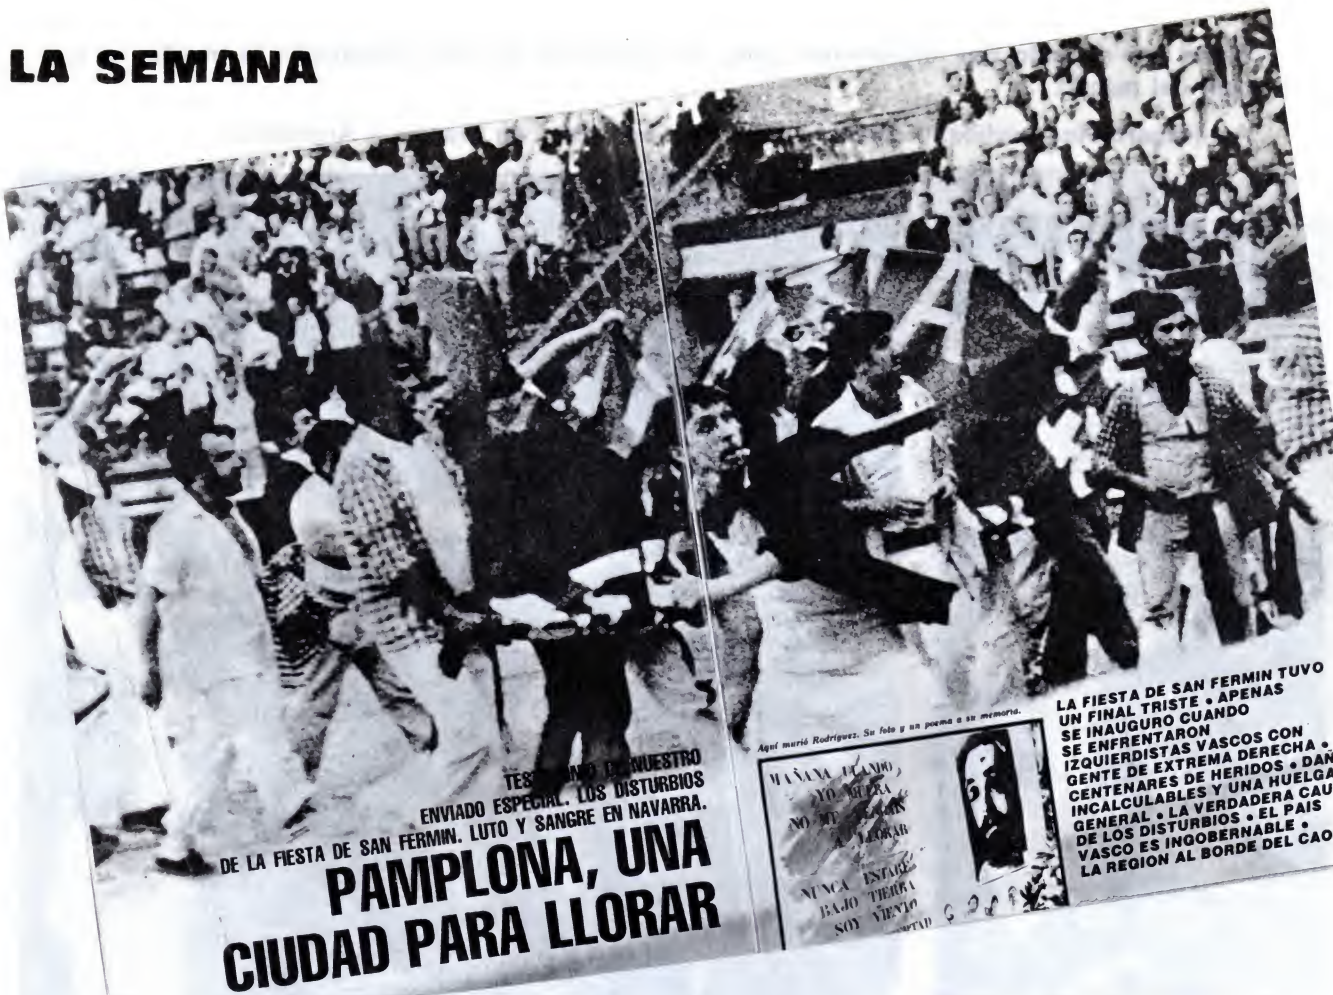 LA SEMANA
TESTIMONIO DE NUESTRO
ENVIADO ESPECIAL. LOS DISTURBIOS
DE LA FIESTA DE SAN FERMIN. LUTO Y SANGRE EN NAVARRA.
PAMPLONA, UNA
CIUDAD PARA LLORAR
Aquí murió Rodríguez. Su foto y un poema a su memoria.
MAÑANA CUANDO
YO MUERA
NO ME
LLORAR
NUNCA ESTARE
BAJO TIERRA
SOY VIENTO
LA FIESTA DE SAN FERMIN TUVO
UN FINAL TRISTE • APENAS
SE INAUGURO CUANDO
SE ENFRENTARON
IZQUIERDISTAS VASCOS CON
GENTE DE EXTREMA DERECHA •
CENTENARES DE HERIDOS • DAÑ
INCALCULABLES Y UNA HUELGA
GENERAL • LA VERDADERA CAU
DE LOS DISTURBIOS • EL PAIS
VASCO ES INGOBERNABLE •
LA REGION AL BORDE DEL CAO